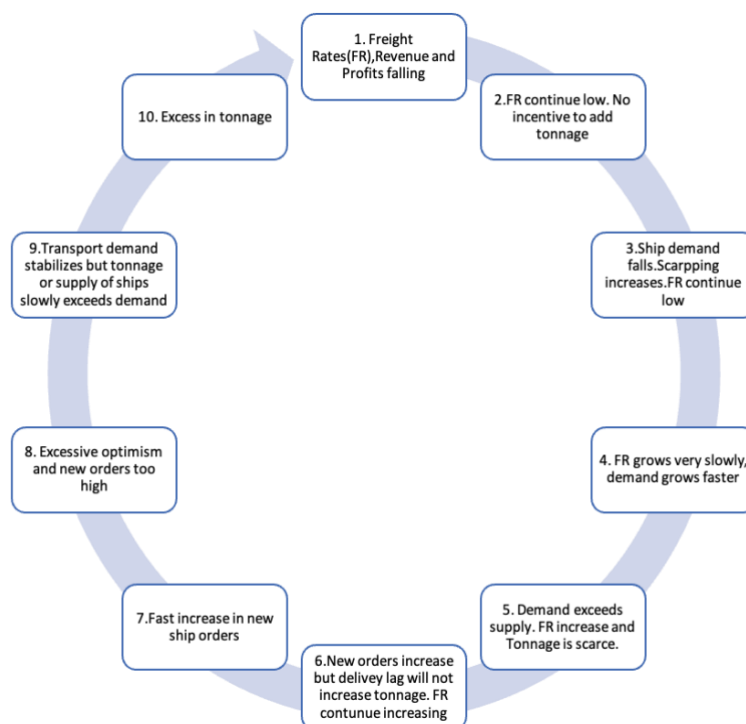 1. Freight
Rates(FR),Revenue and
Profits falling
2.FR continue low. No
incentive to add
tonnage
3.Ship demand
falls.Scarpping
increases.FR continue
low
4. FR grows very slowly,
demand grows faster
5. Demand exceeds
supply. FR increase and
Tonnage is scarce.
6.New orders increase
but delivey lag will not
increase tonnage. FR
contunue increasing
7.Fast increase in new
ship orders
8. Excessive optimism
and new orders too
high
9.Transport demand
stabilizes but tonnage
or supply of ships
slowly exceeds demand
10. Excess in tonnage